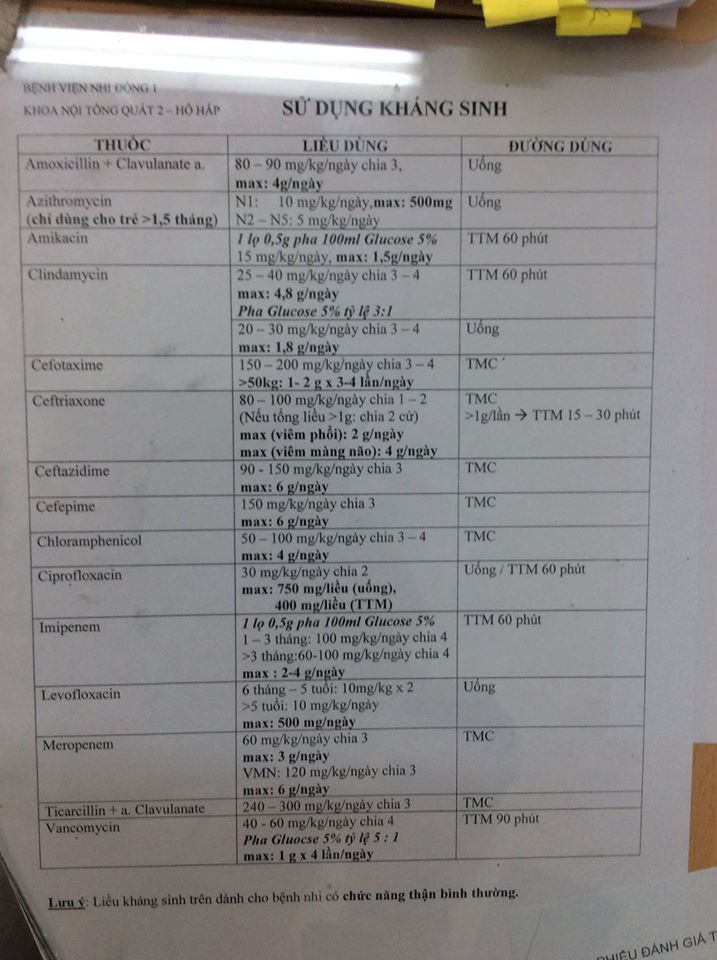 BỆNH VIỆN NHI ĐỒNG 1
KHOA NỘI TỔNG QUÁT 2 – HÔ HẤP
SỬ DỤNG KHÁNG SINH
THUỐC LIỀU DÙNG ĐƯỜNG DÙNG
Amoxicillin + Clavulanate a. 80 – 90 mg/kg/ngày chia 3, Uống
max: 4g/ngày
Azithromycin N1: 10 mg/kg/ngày,max: 500mg Uống
(chỉ dùng cho trẻ >1,5 tháng) N2 – N5: 5 mg/kg/ngày
Amikacin 1 lọ 0,5g pha 100ml Glucose 5% TTM 60 phút
15 mg/kg/ngày, max: 1,5g/ngày
Clindamycin 25 – 40 mg/kg/ngày chia 3 – 4 TTM 60 phút
max: 4,8 g/ngày
Pha Glucose 5% tỷ lệ 3:1
20 – 30 mg/kg/ngày chia 3 – 4 Uống
max: 1,8 g/ngày
Cefotaxime 150 – 200 mg/kg/ngày chia 3 – 4 TMC
>50kg: 1- 2 g x 3-4 lần/ngày
Ceftriaxone 80 – 100 mg/kg/ngày chia 1 – 2 TMC
(Nếu tổng liều >1g: chia 2 cữ) >1g/lần → TTM 15 – 30 phút
max (viêm phổi): 2 g/ngày
max (viêm màng não): 4 g/ngày
Ceftazidime 90 - 150 mg/kg/ngày chia 3 TMC
max: 6 g/ngày
Cefepime 150 mg/kg/ngày chia 3 TMC
max: 6 g/ngày
Chloramphenicol 50 – 100 mg/kg/ngày chia 3 – 4 TMC
max: 4 g/ngày
Ciprofloxacin 30 mg/kg/ngày chia 2 Uống / TTM 60 phút
max: 750 mg/liều (uống),
400 mg/liều (TTM)
Imipenem 1 lọ 0,5g pha 100ml Glucose 5% TTM 60 phút
1 – 3 tháng: 100 mg/kg/ngày chia 4
>3 tháng:60-100 mg/kg/ngày chia 4
max : 2-4 g/ngày
Levofloxacin 6 tháng – 5 tuổi: 10mg/kg x 2 Uống
>5 tuổi: 10 mg/kg/ngày
max: 500 mg/ngày
Meropenem 60 mg/kg/ngày chia 3 TMC
max: 3 g/ngày
VMN: 120 mg/kg/ngày chia 3
max: 6 g/ngày
Ticarcillin + a. Clavulanate 240 – 300 mg/kg/ngày chia 3 TMC
Vancomycin 40 - 60 mg/kg/ngày chia 4 TTM 90 phút
Pha Gluocse 5% tỷ lệ 5 : 1
max: 1 g x 4 lần/ngày
Lưu ý: Liều kháng sinh trên dành cho bệnh nhi có chức năng thận bình thường.
PHIẾU ĐÁNH GIÁ T